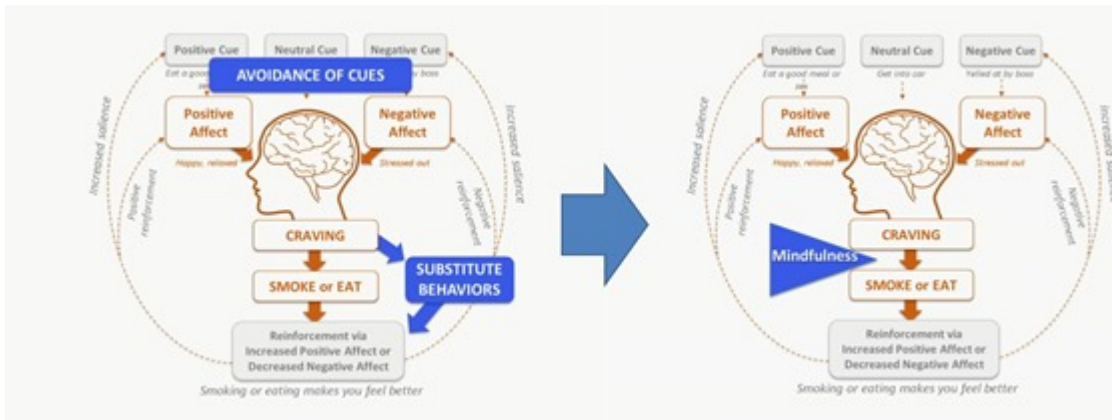 Positive Cue
Neutral Cue
Negative Cue
Eat a good
by boss
AVOIDANCE OF CUES
Positive
Affect
Negative
Affect
Happy, relaxed
Stressed out
Increased salience
Positive
reinforcement
Increased salience
Negative
reinforcement
CRAVING
SUBSTITUTE
BEHAVIORS
SMOKE or EAT
Reinforcement via
Increased Positive Affect or
Decreased Negative Affect
Smoking or eating makes you feel better
Positive Cue
Neutral Cue
Negative Cue
Eat a good meal or
Get into car
Yelled at by boss
Positive
Affect
Negative
Affect
Happy, relaxed
Stressed out
Increased salience
Positive
reinforcement
Increased
Negative
reinforcement
CRAVING
Mindfulness
SMOKE or EAT
Reinforcement via
Increased Positive Affect or
Decreased Negative Affect
Smoking or eating makes you feel better